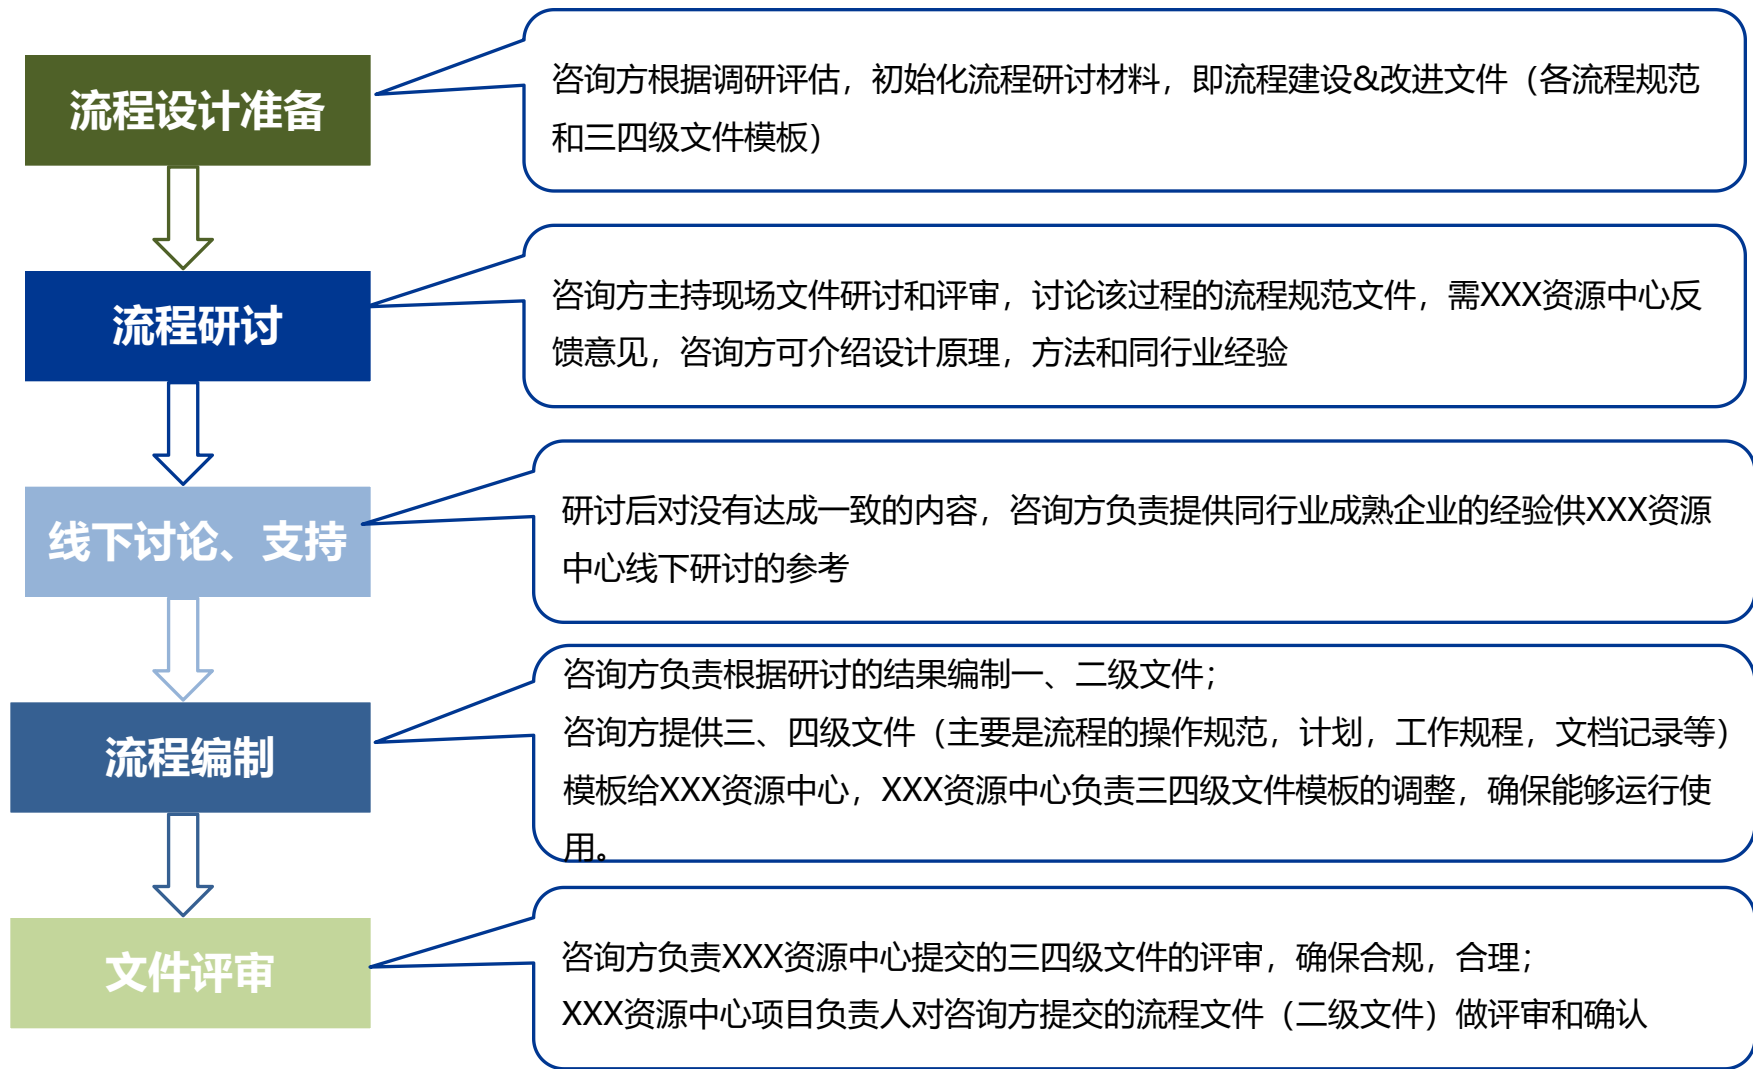 流程设计准备
咨询方根据调研评估，初始化流程研讨材料，即流程建设&改进文件（各流程规范
和三四级文件模板）
流程研讨
咨询方主持现场文件研讨和评审，讨论该过程的流程规范文件，需XXX资源中心反
馈意见，咨询方可介绍设计原理，方法和同行业经验
线下讨论、支持
研讨后对没有达成一致的内容，咨询方负责提供同行业成熟企业的经验供XXX资源
中心线下研讨的参考
流程编制
咨询方负责根据研讨的结果编制一、二级文件；
咨询方提供三、四级文件（主要是流程的操作规范，计划，工作规程，文档记录等）
模板给XXX资源中心，XXX资源中心负责三四级文件模板的调整，确保能够运行使
用。
文件评审
咨询方负责XXX资源中心提交的三四级文件的评审，确保合规，合理；
XXX资源中心项目负责人对咨询方提交的流程文件（二级文件）做评审和确认